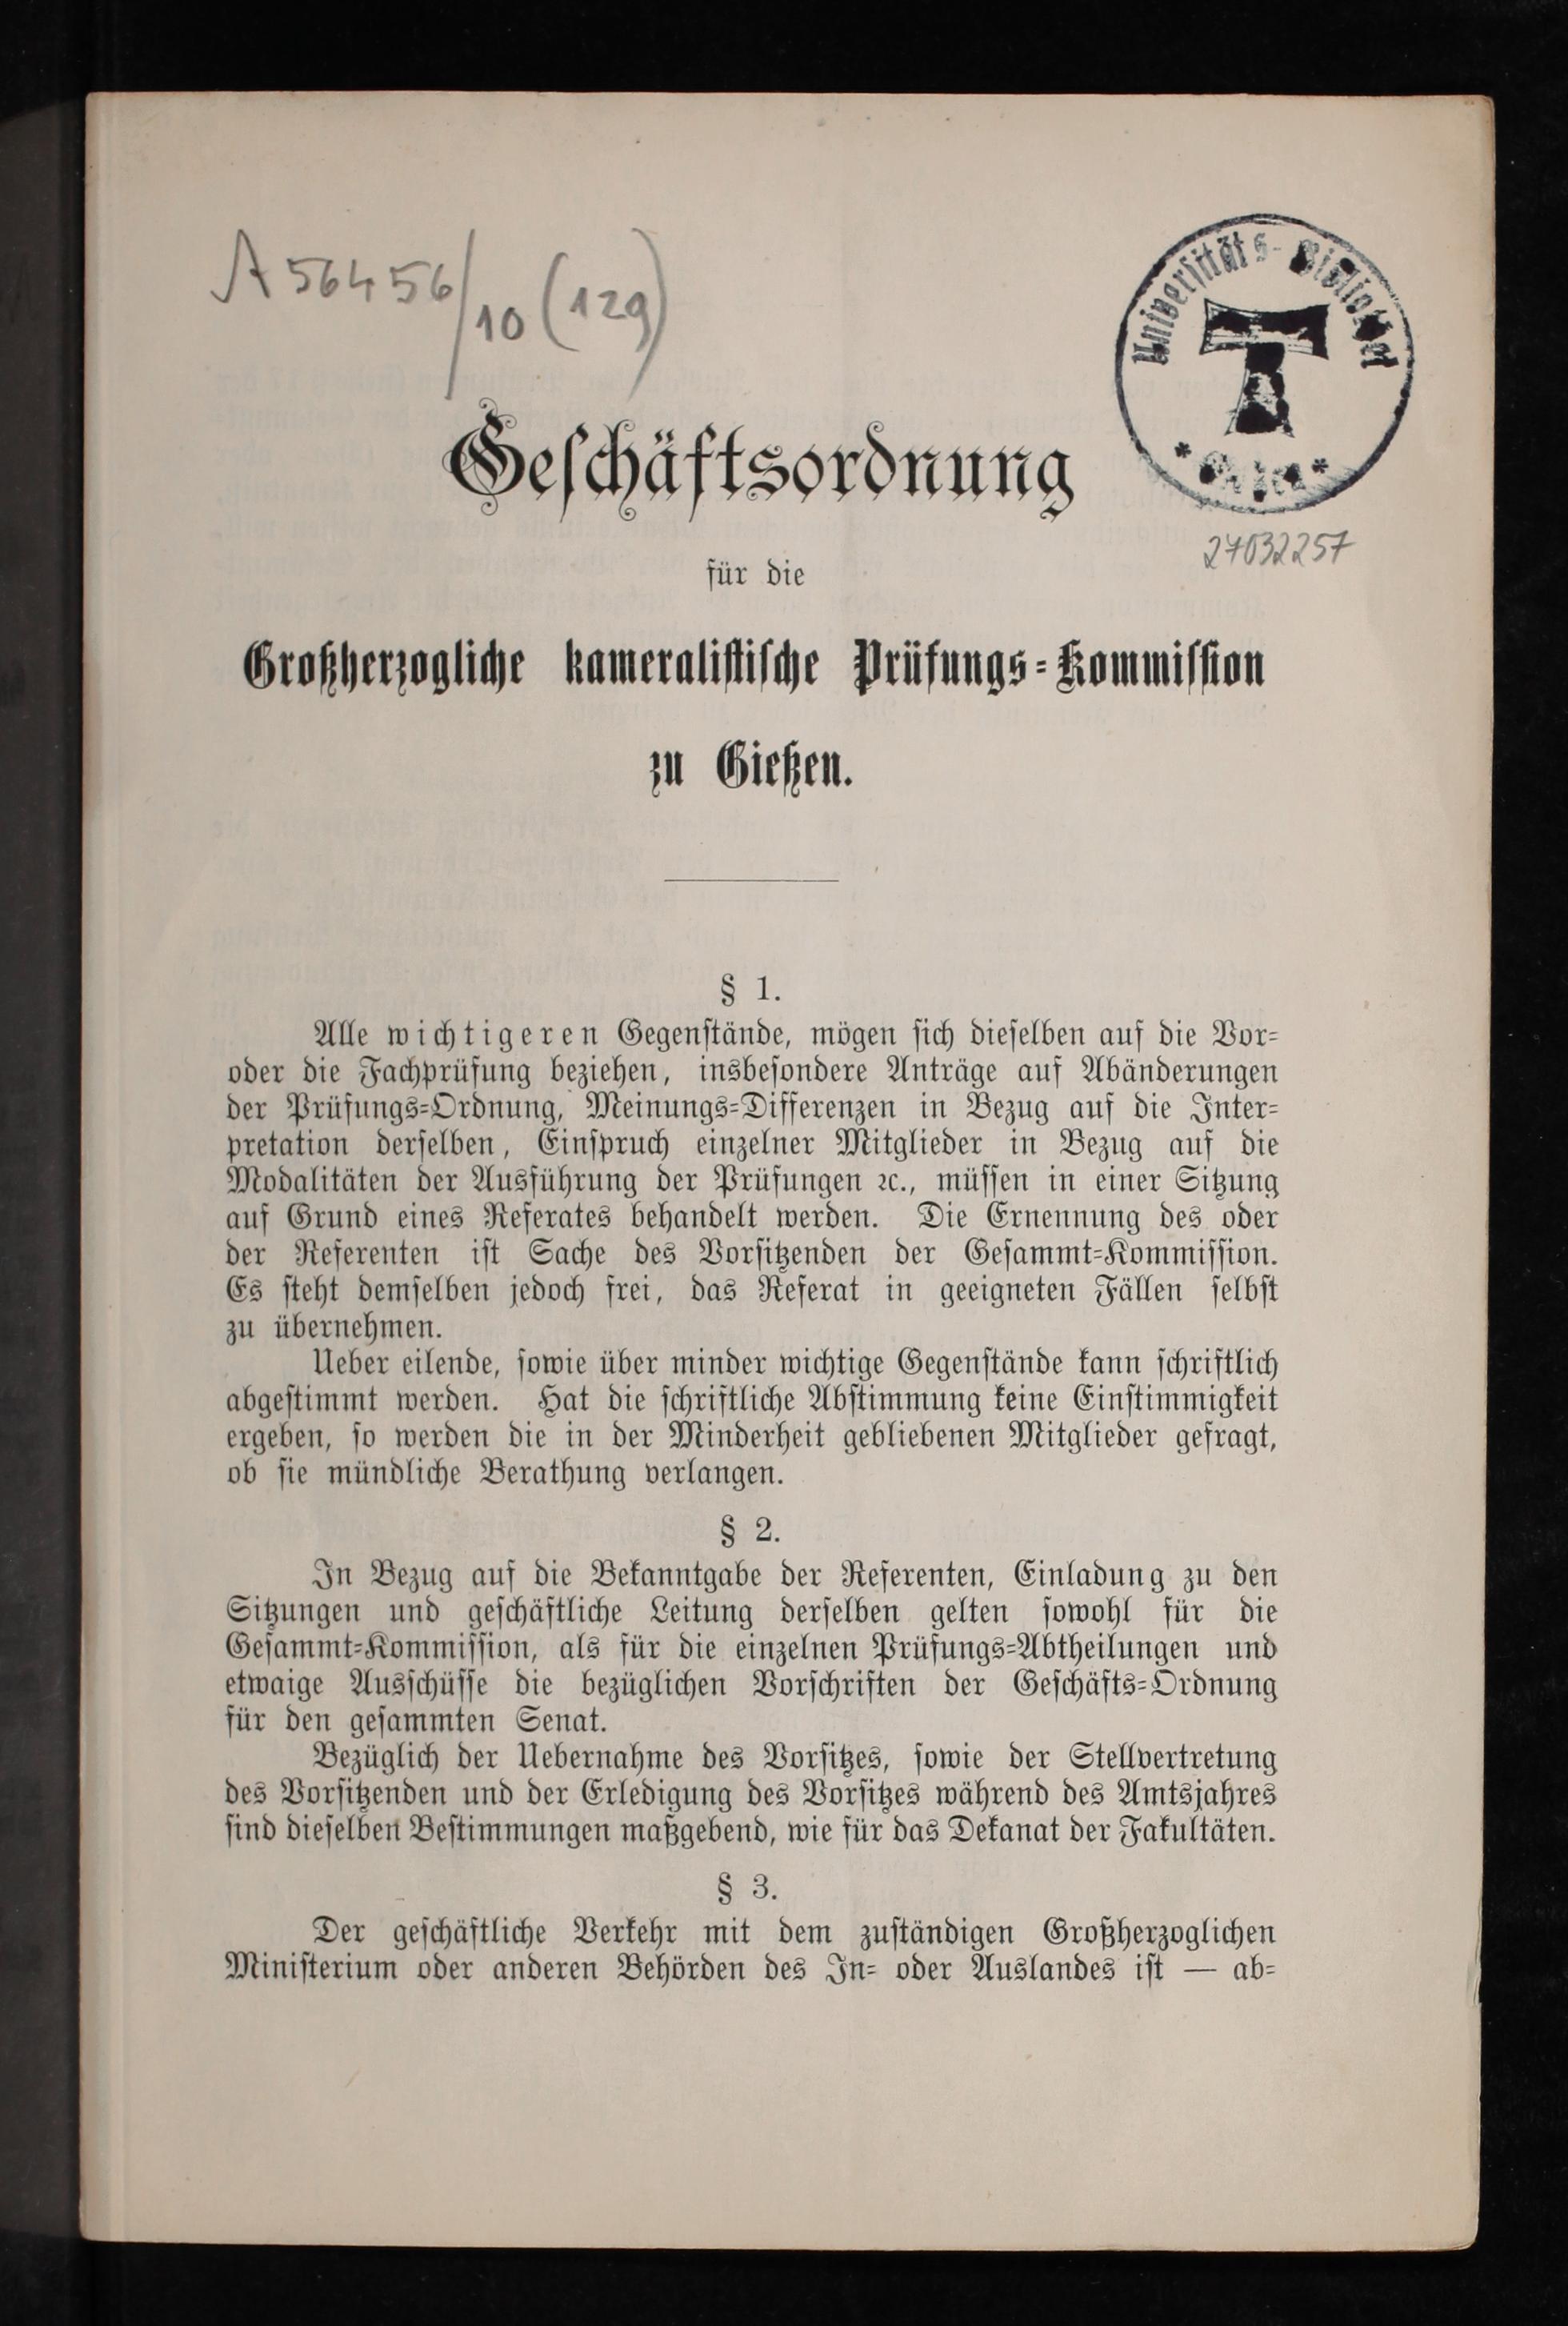 A 56456/10 (129)
Universitäts-Bibliothek
27032257
Geschäftsordnung
für die
Großherzogliche kameralistische Prüfungs-Kommission
zu Gießen.
§ 1.
Alle wichtigeren Gegenstände, mögen sich dieselben auf die Vor-
oder die Fachprüfung beziehen, insbesondere Anträge auf Abänderungen
der Prüfungs-Ordnung, Meinungs-Differenzen in Bezug auf die Inter-
pretation derselben, Einspruch einzelner Mitglieder in Bezug auf die
Modalitäten der Ausführung der Prüfungen ꝛc., müssen in einer Sitzung
auf Grund eines Referates behandelt werden. Die Ernennung des oder
der Referenten ist Sache des Vorsitzenden der Gesammt-Kommission.
Es steht demselben jedoch frei, das Referat in geeigneten Fällen selbst
zu übernehmen.
Ueber eilende, sowie über minder wichtige Gegenstände kann schriftlich
abgestimmt werden. Hat die schriftliche Abstimmung keine Einstimmigkeit
ergeben, so werden die in der Minderheit gebliebenen Mitglieder gefragt,
ob sie mündliche Berathung verlangen.
§ 2.
In Bezug auf die Bekanntgabe der Referenten, Einladung zu den
Sitzungen und geschäftliche Leitung derselben gelten sowohl für die
Gesammt-Kommission, als für die einzelnen Prüfungs-Abtheilungen und
etwaige Ausschüsse die bezüglichen Vorschriften der Geschäfts-Ordnung
für den gesammten Senat.
Bezüglich der Uebernahme des Vorsitzes, sowie der Stellvertretung
des Vorsitzenden und der Erledigung des Vorsitzes während des Amtsjahres
sind dieselben Bestimmungen maßgebend, wie für das Dekanat der Fakultäten.
§ 3.
Der geschäftliche Verkehr mit dem zuständigen Großherzoglichen
Ministerium oder anderen Behörden des In- oder Auslandes ist — ab-